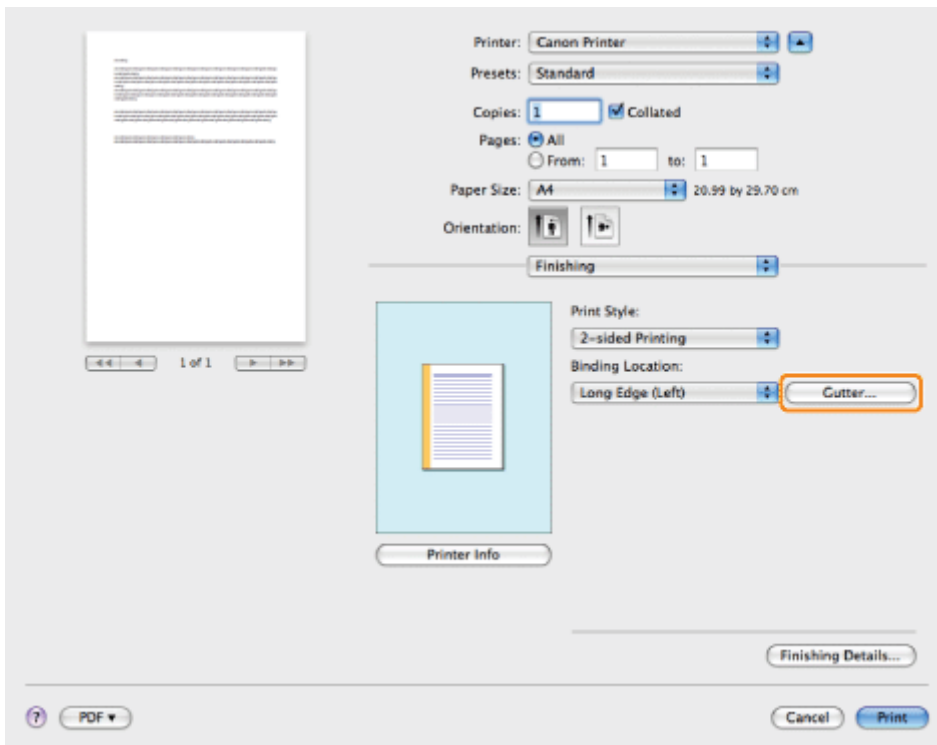 Printer: Canon Printer
Presets: Standard
Copies: 1 Collated
Pages: All
From: 1 to: 1
Paper Size: A4 20.99 by 29.70 cm
Orientation:
Finishing
Print Style:
2-sided Printing
1 of 1
Binding Location:
Long Edge (Left) Gutter...
Printer Info
Finishing Details...
? PDF Cancel Print